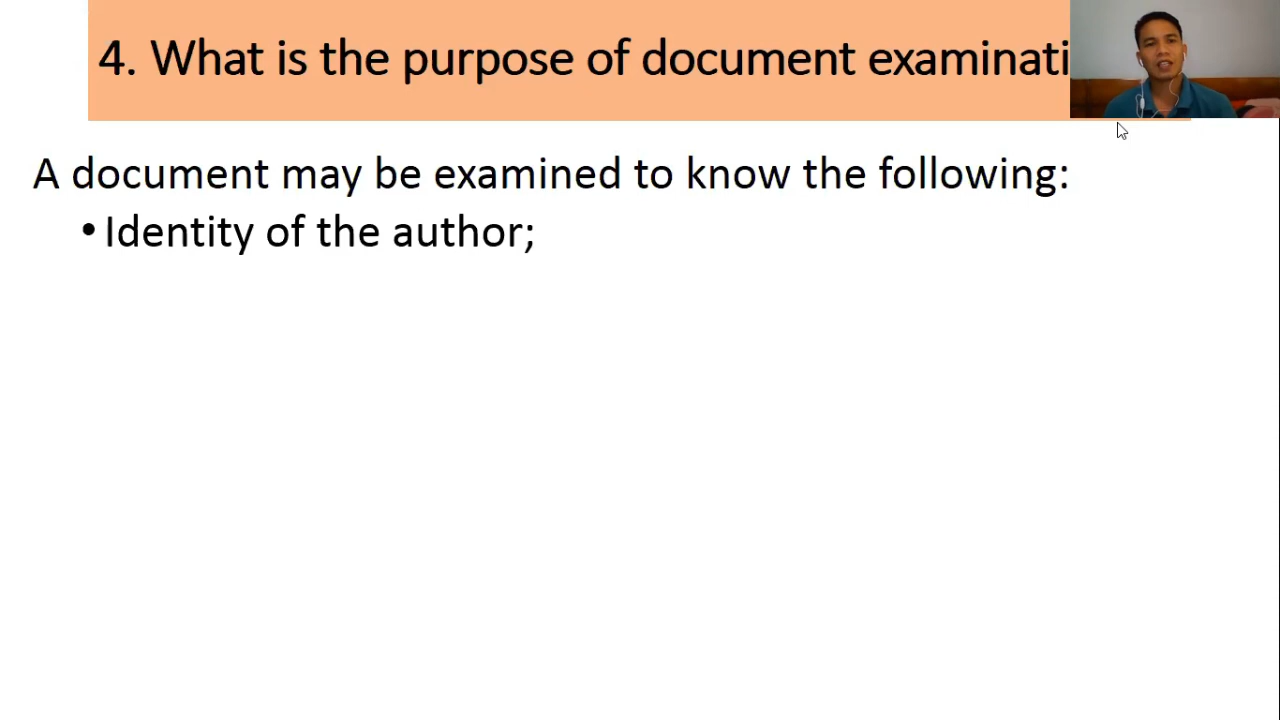 4. What is the purpose of document examinati
A document may be examined to know the following:
• Identity of the author;